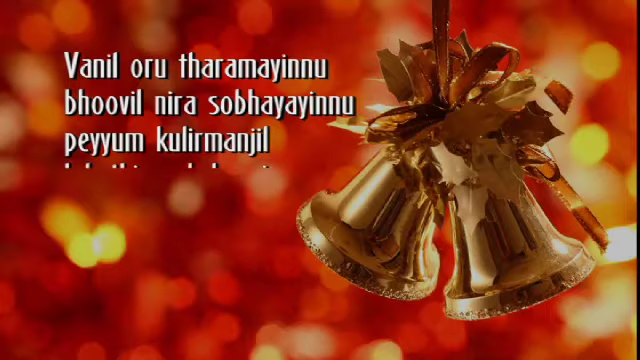 Vanil oru tharamayinnu
bhoovil nira sobhayayinnu
peyyum kulirmanjil